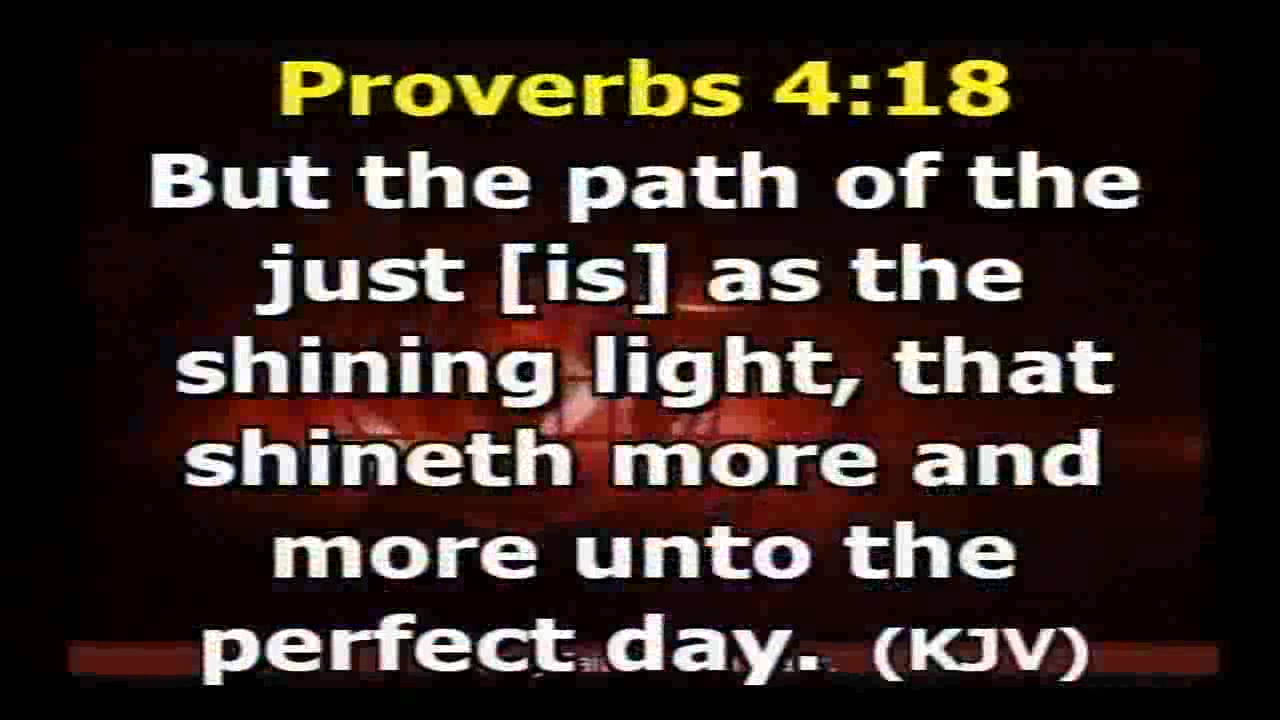 Proverbs 4:18
But the path of the
just [is] as the
shining light, that
shineth more and
more unto the
perfect day. (KJV)